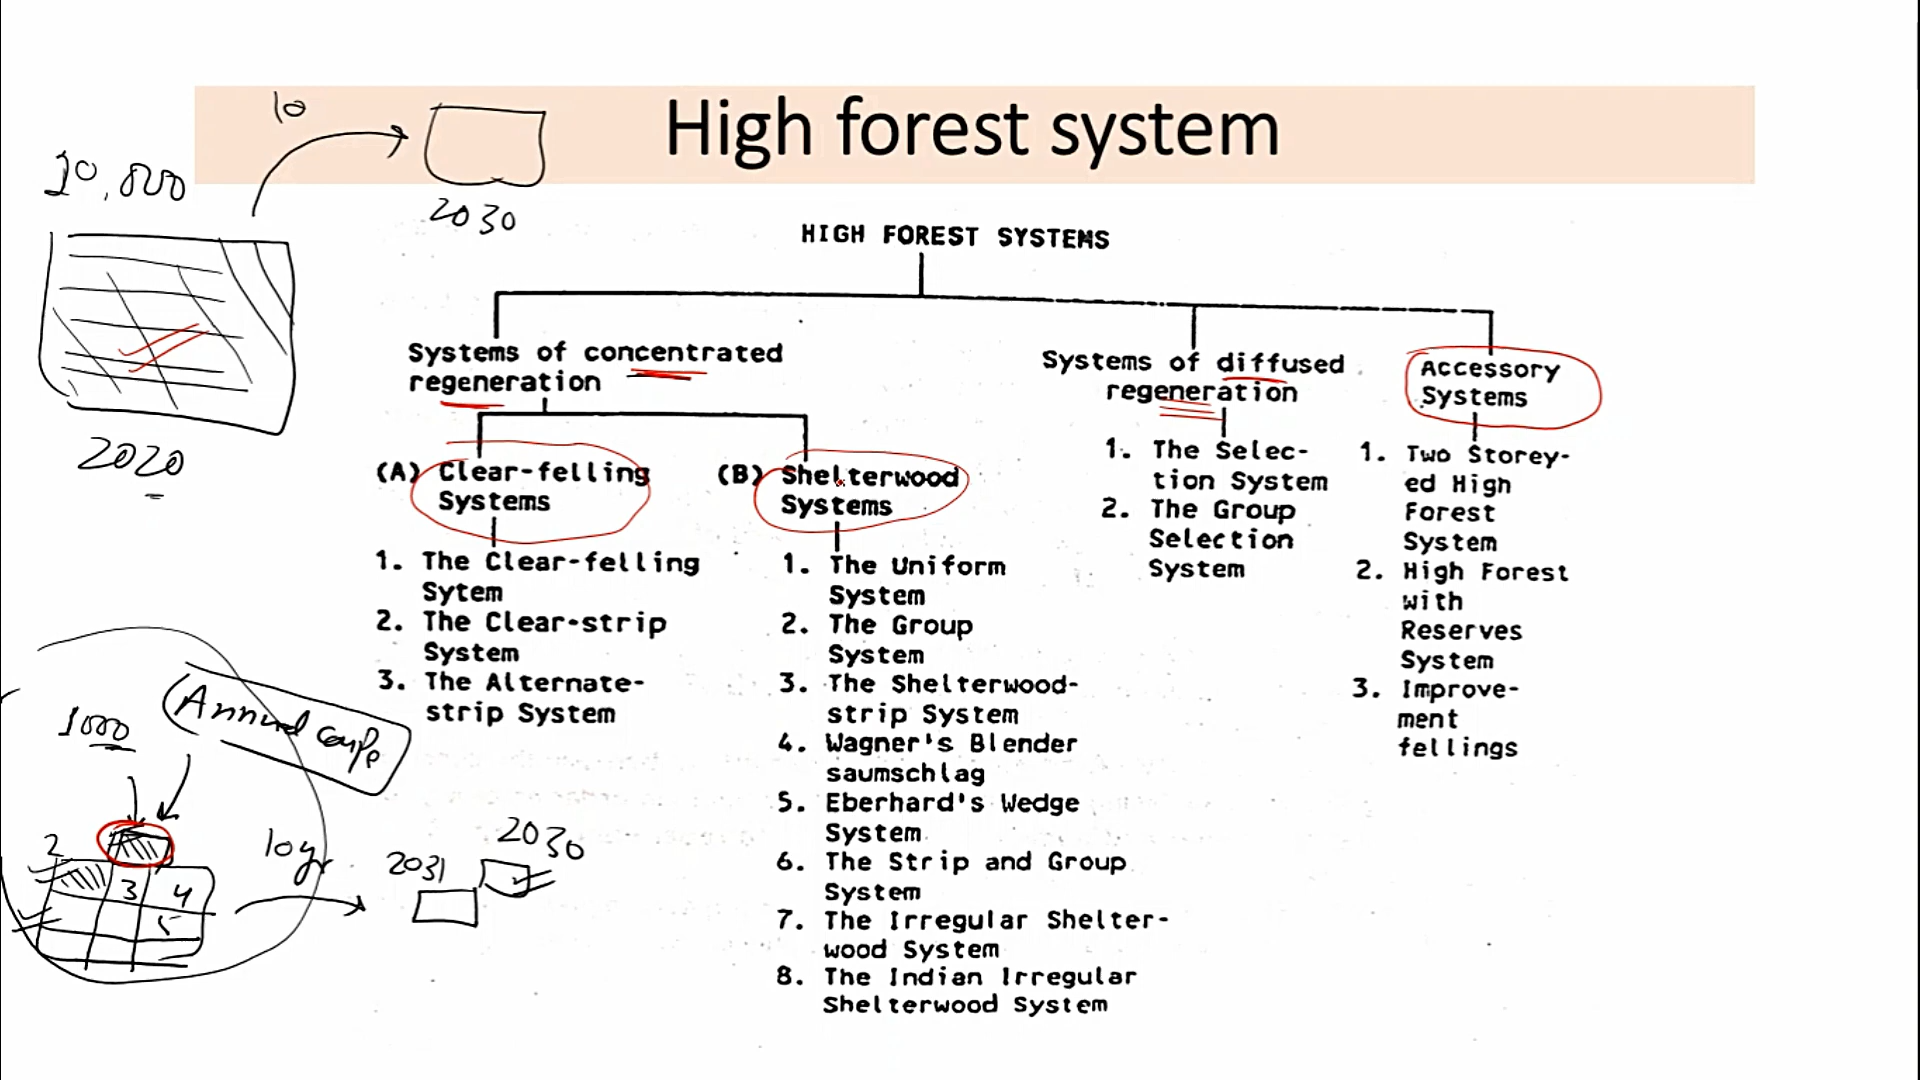 High forest system
10
10,000
2030
2020
HIGH FOREST SYSTEMS
Systems of concentrated
regeneration
(A) Clear-felling
Systems
1. The Clear-felling
Sytem
2. The Clear-strip
System
3. The Alternate-
strip System
(B) Shelterwood
Systems
1. The Uniform
System
2. The Group
System
3. The Shelterwood-
strip System
4. Wagner's Blender
saumschlag
5. Eberhard's Wedge
System
6. The Strip and Group
System
7. The Irregular Shelter-
wood System
8. The Indian Irregular
Shelterwood System
Systems of diffused
regeneration
1. The Selec-
tion System
2. The Group
Selection
System
Accessory
Systems
1. Two Storey-
ed High
Forest
System
2. High Forest
with
Reserves
System
3. Improve-
ment
fellings
Annual coupe
1000
2
3 4
5
10yr
2031
2030